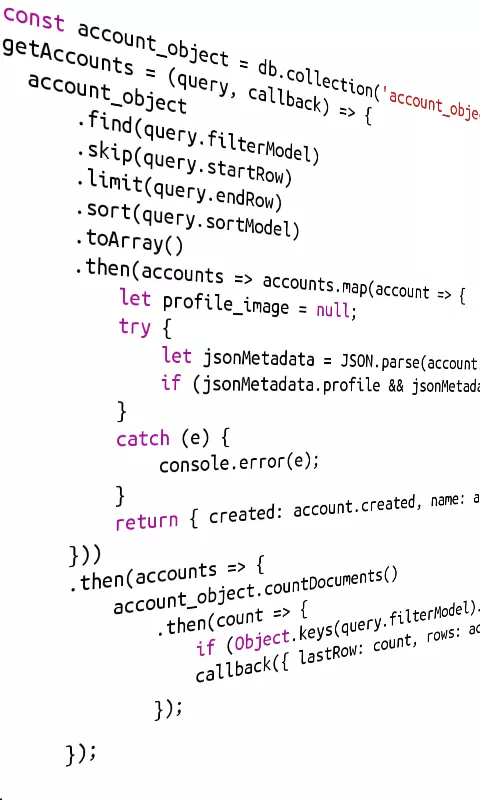 const account_object = db.collection('account_obje
getAccounts = (query, callback) => {
account_object
.find(query.filterModel)
.skip(query.startRow)
.limit(query.endRow)
.sort(query.sortModel)
.toArray()
.then(accounts => accounts.map(account => {
let profile_image = null;
try {
let jsonMetadata = JSON.parse(account
if (jsonMetadata.profile && jsonMetada
}
catch (e) {
console.error(e);
}
return { created: account.created, name: a
}))
.then(accounts => {
account_object.countDocuments()
.then(count => {
if (Object.keys(query.filterModel).
callback({ lastRow: count, rows: ac
});
});